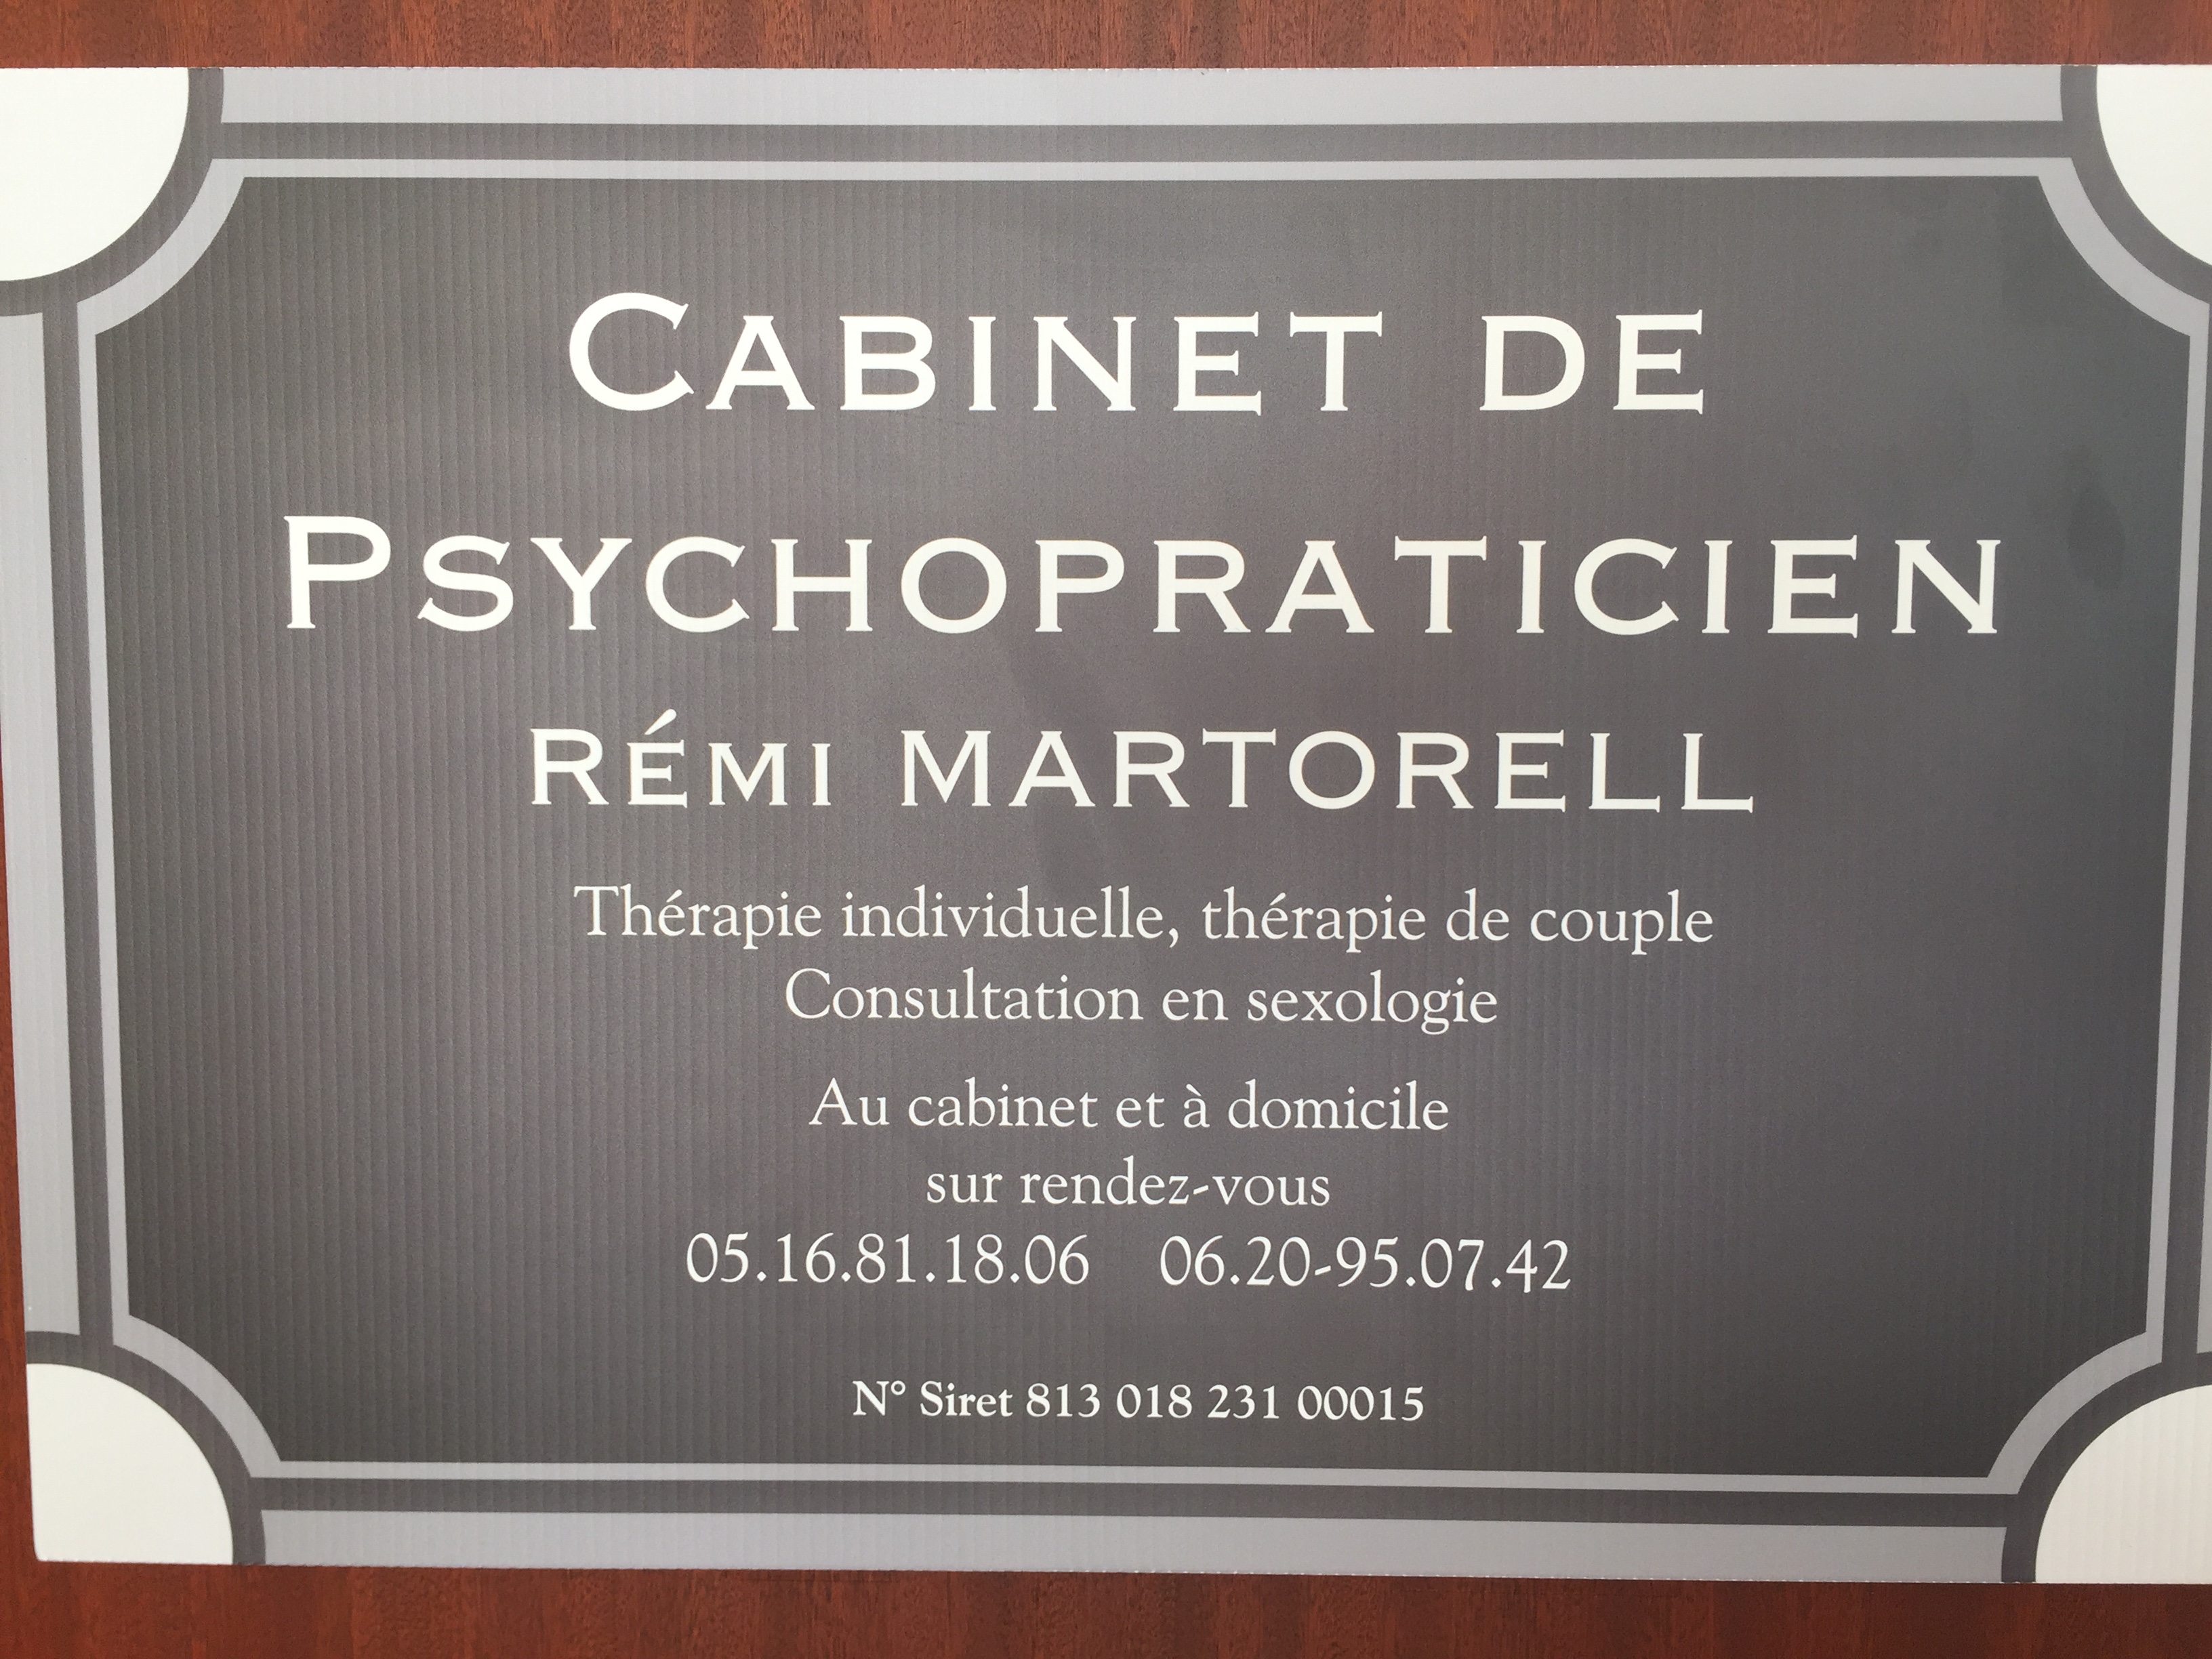 CABINET DE
PSYCHOPRATICIEN
RÉMI MARTORELL
Thérapie individuelle, thérapie de couple
Consultation en sexologie
Au cabinet et à domicile
sur rendez-vous
05.16.81.18.06 06.20-95.07.42
N° Siret 813 018 231 00015